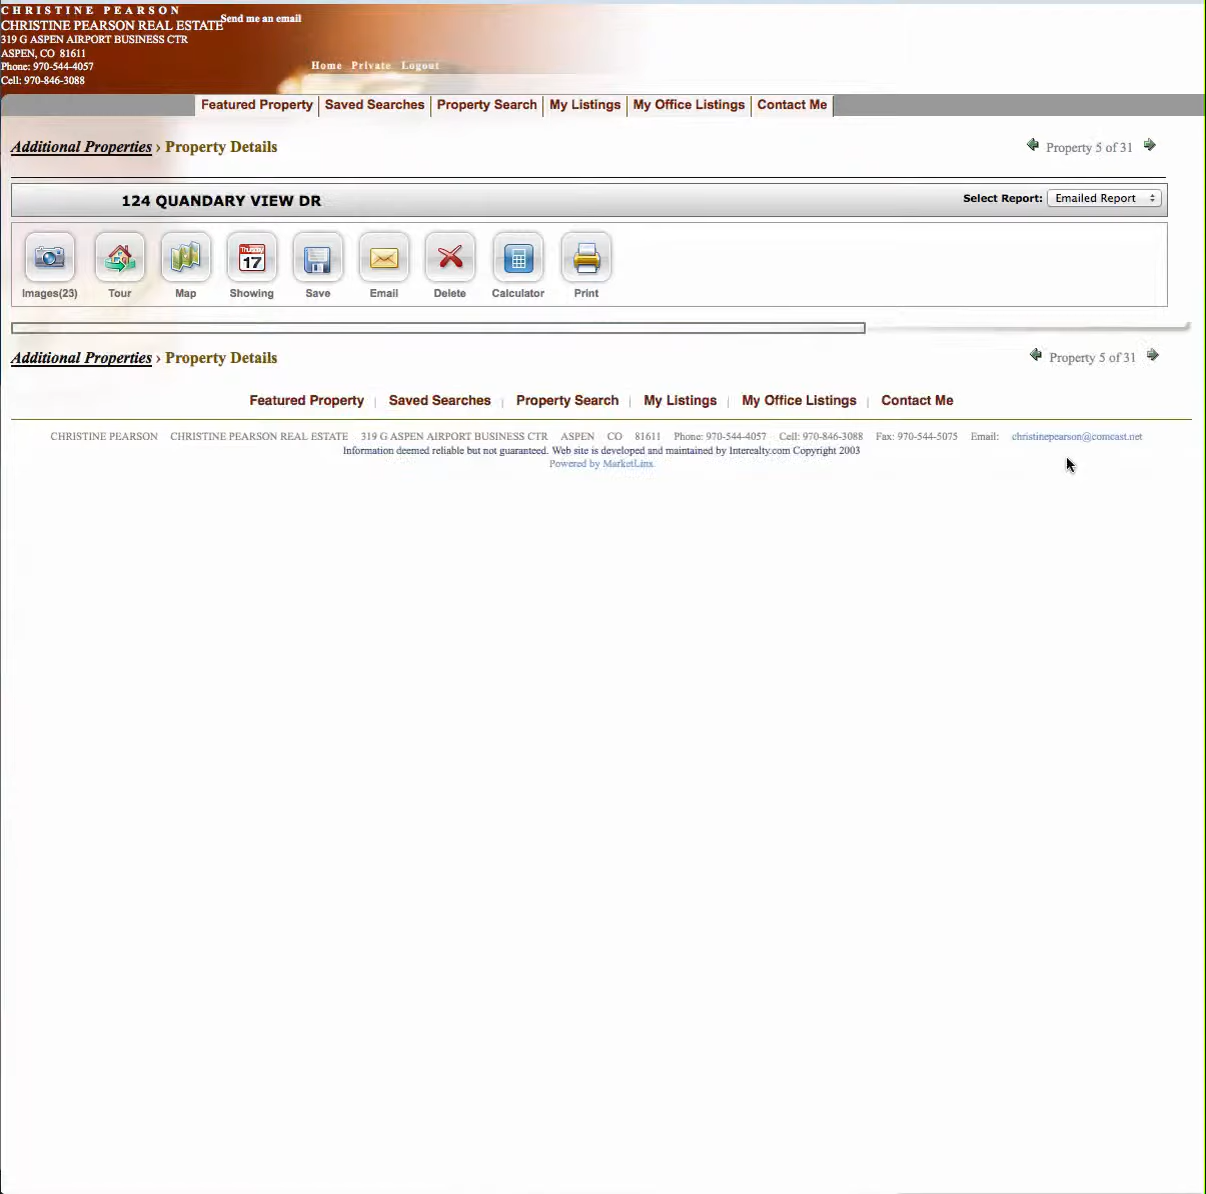 CHRISTINE PEARSON
CHRISTINE PEARSON REAL ESTATE
Send me an email
319 G ASPEN AIRPORT BUSINESS CTR
ASPEN, CO 81611
Phone: 970-544-4057
Cell: 970-846-3088
Home Private Logout
Featured Property Saved Searches Property Search My Listings My Office Listings Contact Me
Additional Properties › Property Details
Property 5 of 31
124 QUANDARY VIEW DR
Select Report: Emailed Report
Thursday
17
Images(23) Tour Map Showing Save Email Delete Calculator Print
Additional Properties › Property Details
Property 5 of 31
Featured Property | Saved Searches | Property Search | My Listings | My Office Listings | Contact Me
CHRISTINE PEARSON CHRISTINE PEARSON REAL ESTATE 319 G ASPEN AIRPORT BUSINESS CTR ASPEN CO 81611 Phone: 970-544-4057 Cell: 970-846-3088 Fax: 970-544-5075 Email: christinepearson@comcast.net
Information deemed reliable but not guaranteed. Web site is developed and maintained by Interealty.com Copyright 2003
Powered by MarketLinx